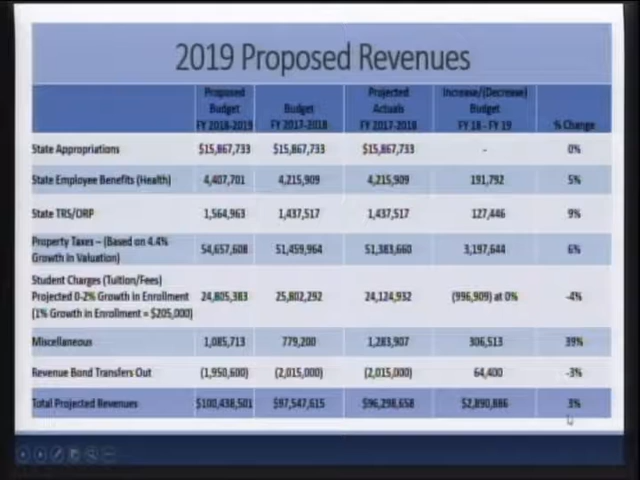 2019 Proposed Revenues
Proposed Budget FY 2018-2019 Budget FY 2017-2018 Projected Actuals FY 2017-2018 Increase/(Decrease) Budget FY 18 - FY 19 % Change
State Appropriations $15,867,733 $15,867,733 $15,867,733 - 0%
State Employee Benefits (Health) 4,407,701 4,215,909 4,215,909 191,792 5%
State TRS/ORP 1,564,963 1,437,517 1,437,517 127,446 9%
Property Taxes – (Based on 4.4%
Growth in Valuation) 54,657,608 51,459,964 51,383,660 3,197,644 6%
Student Charges (Tuition/Fees)
Projected 0-2% Growth in Enrollment 24,805,383 25,802,292 24,124,932 (996,909) at 0% -4%
(1% Growth in Enrollment = $205,000)
Miscellaneous 1,085,713 779,200 1,283,907 306,513 39%
Revenue Bond Transfers Out (1,950,600) (2,015,000) (2,015,000) 64,400 -3%
Total Projected Revenues $100,438,501 $97,547,615 $96,298,658 $2,890,886 3%